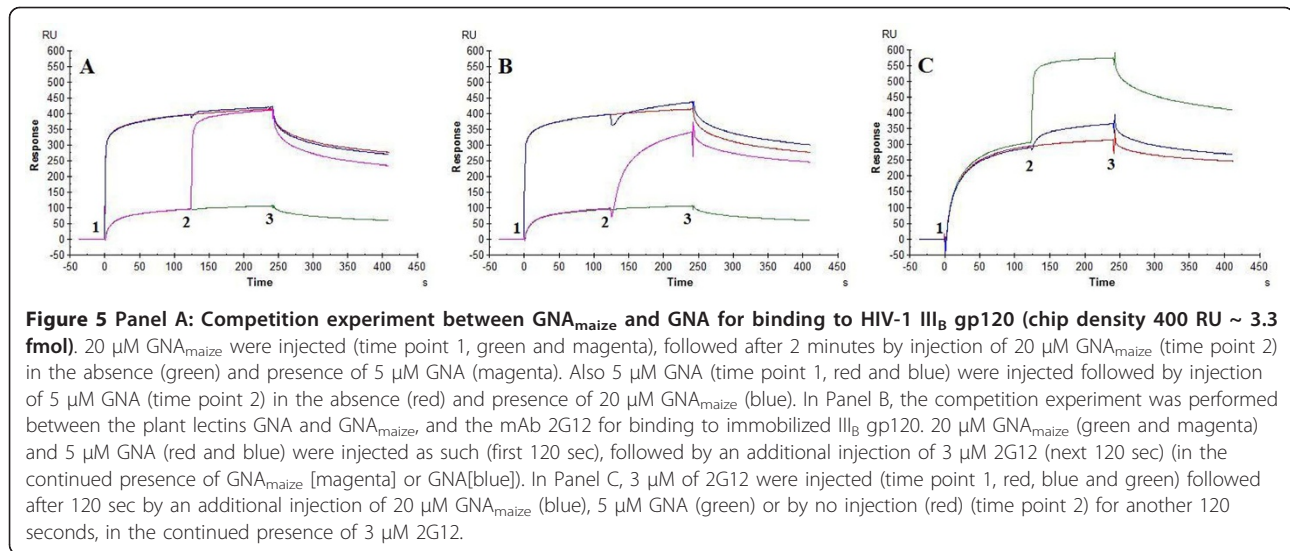 RU
600
550
500
450
400
350
300
250
200
150
100
50
0
-50
Response
A
1
2
3
-50 0 50 100 150 200 250 300 350 400 450
Time
s
RU
600
550
500
450
400
350
300
250
200
150
100
50
0
-50
Response
B
1
2
3
-50 0 50 100 150 200 250 300 350 400 450
Time
s
RU
600
550
500
450
400
350
300
250
200
150
100
50
0
-50
Response
C
1
2
3
-50 0 50 100 150 200 250 300 350 400 450
Time
s
Figure 5 Panel A: Competition experiment between GNAmaize and GNA for binding to HIV-1 IIIB gp120 (chip density 400 RU ~ 3.3
fmol). 20 μM GNAmaize were injected (time point 1, green and magenta), followed after 2 minutes by injection of 20 μM GNAmaize (time point 2)
in the absence (green) and presence of 5 μM GNA (magenta). Also 5 μM GNA (time point 1, red and blue) were injected followed by injection
of 5 μM GNA (time point 2) in the absence (red) and presence of 20 μM GNAmaize (blue). In Panel B, the competition experiment was performed
between the plant lectins GNA and GNAmaize, and the mAb 2G12 for binding to immobilized IIIB gp120. 20 μM GNAmaize (green and magenta)
and 5 μM GNA (red and blue) were injected as such (first 120 sec), followed by an additional injection of 3 μM 2G12 (next 120 sec) (in the
continued presence of GNAmaize [magenta] or GNA[blue]). In Panel C, 3 μM of 2G12 were injected (time point 1, red, blue and green) followed
after 120 sec by an additional injection of 20 μM GNAmaize (blue), 5 μM GNA (green) or by no injection (red) (time point 2) for another 120
seconds, in the continued presence of 3 μM 2G12.